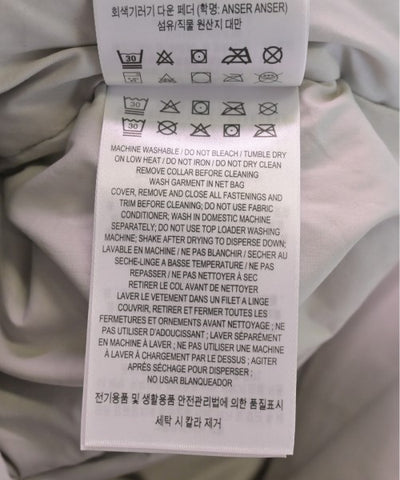 회색기러기 다운 페더 (학명: ANSER ANSER)
섬유/직물 원산지 대만
30
30
30
MACHINE WASHABLE / DO NOT BLEACH / TUMBLE DRY
ON LOW HEAT / DO NOT IRON / DO NOT DRY CLEAN
REMOVE COLLAR BEFORE CLEANING
WASH GARMENT IN NET BAG
COVER, REMOVE AND CLOSE ALL FASTENINGS AND
TRIM BEFORE CLEANING; DO NOT USE FABRIC
CONDITIONER; WASH IN DOMESTIC MACHINE
SEPARATELY; DO NOT USE TOP LOADER WASHING
MACHINE; SHAKE AFTER DRYING TO DISPERSE DOWN;
LAVABLE EN MACHINE / NE PAS BLANCHIR / SECHER AU
SECHE-LINGE A BASSE TEMPERATURE / NE PAS
REPASSER / NE PAS NETTOYER À SEC
RETIRER LE COL AVANT DE NETTOYER
LAVER LE VETEMENT DANS UN FILET A LINGE
COUVRIR, RETIRER ET FERMER TOUTES LES
FERMETURES ET ORNEMENTS AVANT NETTOYAGE ; NE
PAS UTILISER D'ADOUCISSANT ; LAVER SÉPARÉMENT
EN MACHINE À LAVER ; NE PAS UTILISER UNE MACHINE
À LAVER À CHARGEMENT PAR LE DESSUS ; AGITER
APRÈS SÉCHAGE POUR DISPERSER ;
NO USAR BLANQUEADOR
전기용품 및 생활용품 안전관리법에 의한 품질표시
세탁 시 칼라 제거